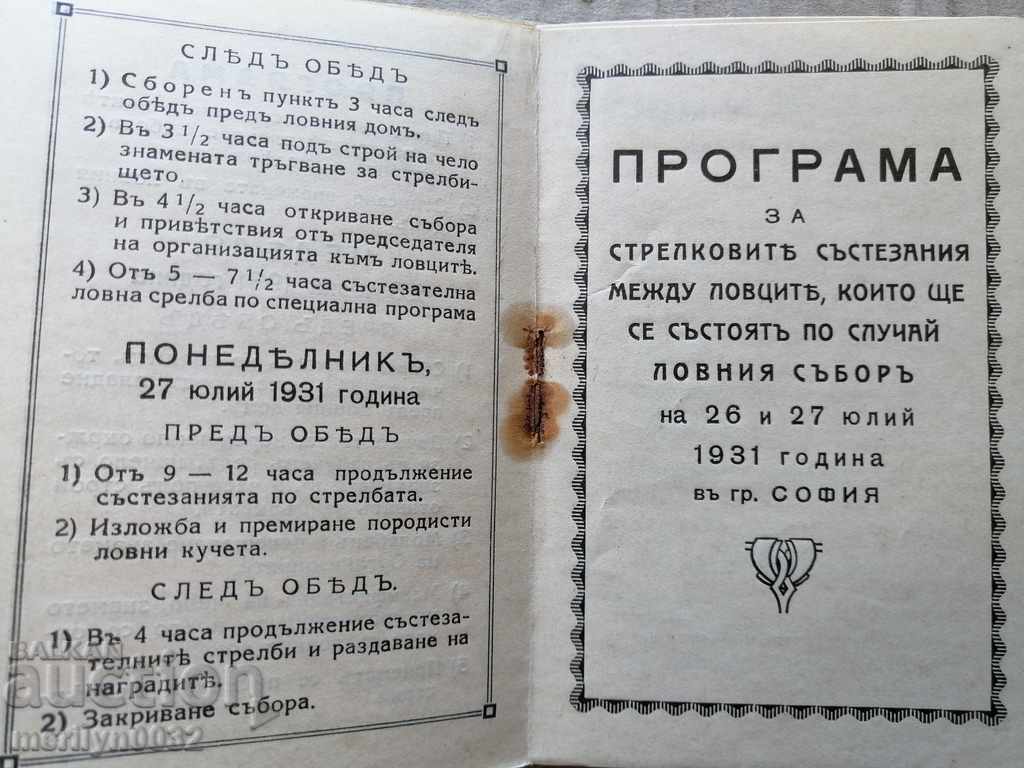 СЛѢДЪ ОБѢДЪ
1) Сборенъ пунктъ 3 часа следъ
обѣдъ предъ ловния домъ.
2) Въ 3 1/2 часа подъ строй на чело
знамената тръгване за стрелби-
щето.
3) Въ 4 1/2 часа откриване събора
и привѣтствия отъ председателя
на организацията къмъ ловцитѣ.
4) Отъ 5 — 7 1/2 часа състезателна
ловна срелба по специална програма
ПОНЕДѢЛНИКЪ,
27 юлий 1931 година
ПРЕДЪ ОБѢДЪ
1) Отъ 9 — 12 часа продължение
състезанията по стрелбата.
2) Изложба и премиране породисти
ловни кучета.
СЛЕДЪ ОБѢДЪ.
1) Въ 4 часа продължение състеза-
телнитѣ стрелби и раздаване на
наградитѣ.
2) Закриване събора.
BALKAN
auction
merilyn0032
ПРОГРАМА
ЗА
СТРЕЛКОВИТѢ СЪСТЕЗАНИЯ
МЕЖДУ ЛОВЦИТѢ, КОИТО ЩЕ
СЕ СЪСТОЯТЪ ПО СЛУЧАЙ
ЛОВНИЯ СЪБОРЪ
на 26 и 27 юлий
1931 година
въ гр. СОФИЯ